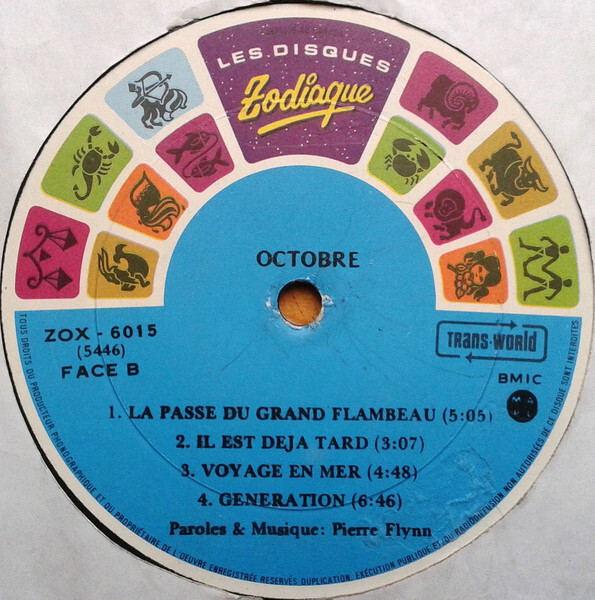 LES DISQUES
Zodiaque
OCTOBRE
ZOX - 6015
(5446)
FACE B
TRANS-WORLD
BMIC
MAPL
1. LA PASSE DU GRAND FLAMBEAU (5:05)
2. IL EST DEJA TARD (3:07)
3. VOYAGE EN MER (4:48)
4. GENERATION (6:46)
Paroles & Musique: Pierre Flynn
TOUS DROITS DU PRODUCTEUR PHONOGRAPHIQUE ET DU PROPRIÉTAIRE DE L'OEUVRE ENREGISTRÉE RÉSERVÉS. DUPLICATION, EXÉCUTION PUBLIQUE ET/OU RADIODIFFUSION NON AUTORISÉES DE CE DISQUE SONT INTERDITES